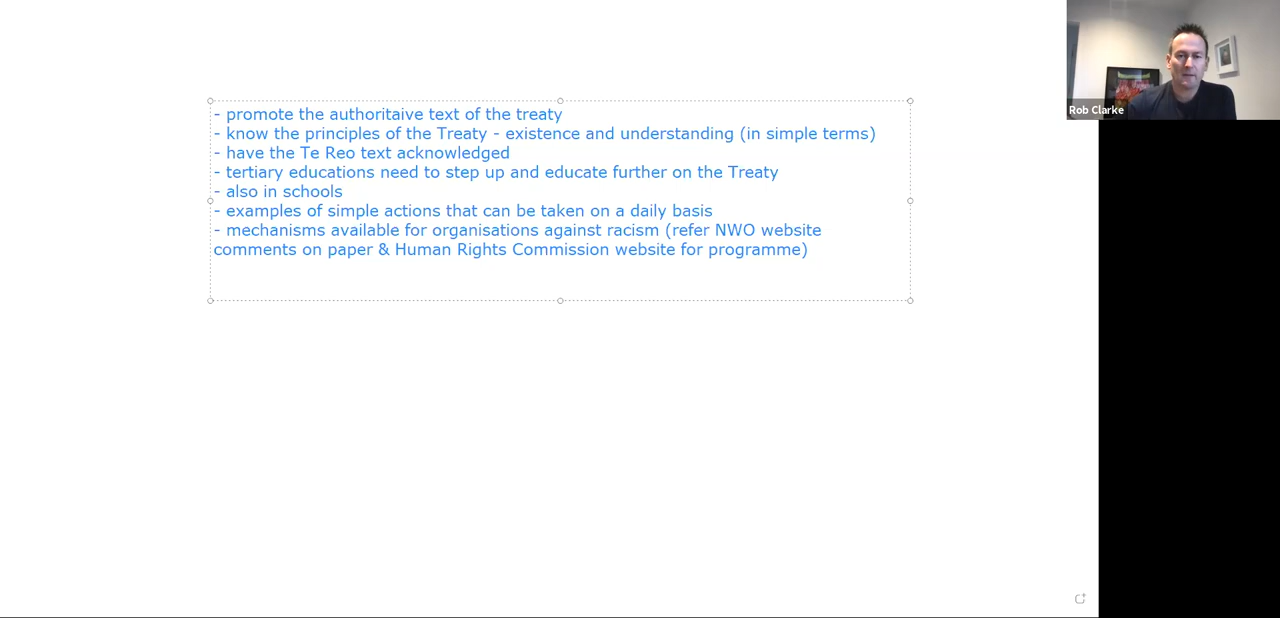 - promote the authoritaive text of the treaty
- know the principles of the Treaty - existence and understanding (in simple terms)
- have the Te Reo text acknowledged
- tertiary educations need to step up and educate further on the Treaty
- also in schools
- examples of simple actions that can be taken on a daily basis
- mechanisms available for organisations against racism (refer NWO website
comments on paper & Human Rights Commission website for programme)
Rob Clarke